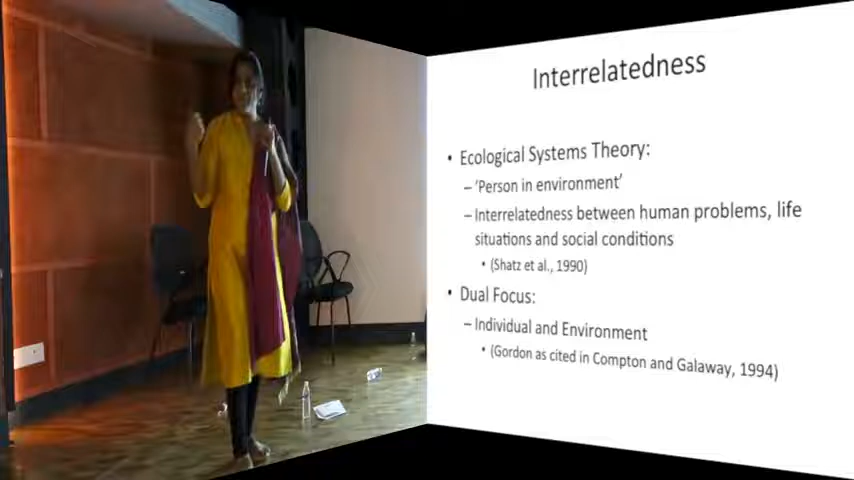 Interrelatedness
• Ecological Systems Theory:
– 'Person in environment'
– Interrelatedness between human problems, life
situations and social conditions
• (Shatz et al., 1990)
• Dual Focus:
– Individual and Environment
• (Gordon as cited in Compton and Galaway, 1994)